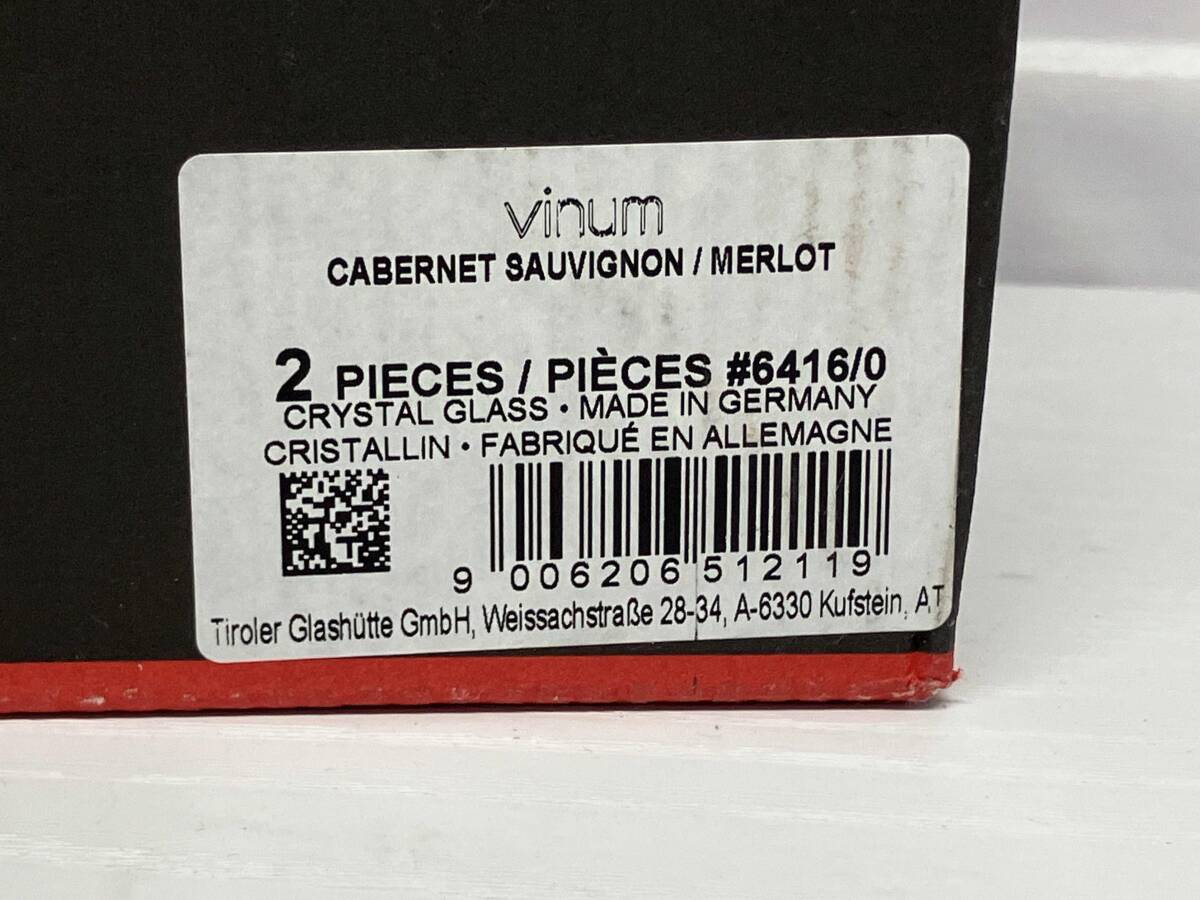 vinum
CABERNET SAUVIGNON / MERLOT
2 PIECES / PIÈCES #6416/0
CRYSTAL GLASS • MADE IN GERMANY
CRISTALLIN • FABRIQUÉ EN ALLEMAGNE
9 006206 512119
Tiroler Glashütte GmbH, Weissachstraße 28-34, A-6330 Kufstein, AT